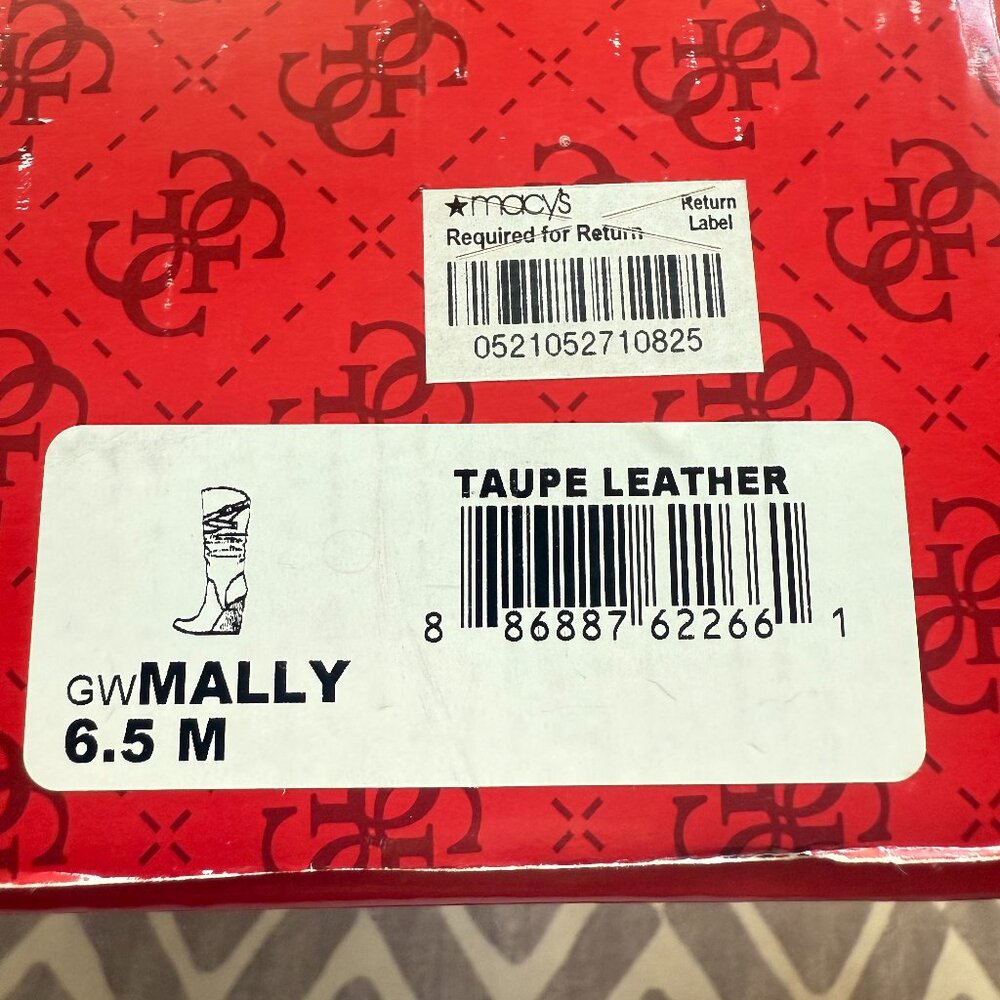 ★macy's
Return
Label
Required for Return
0521052710825
TAUPE LEATHER
8 86887 62266 1
GWMALLY
6.5 M